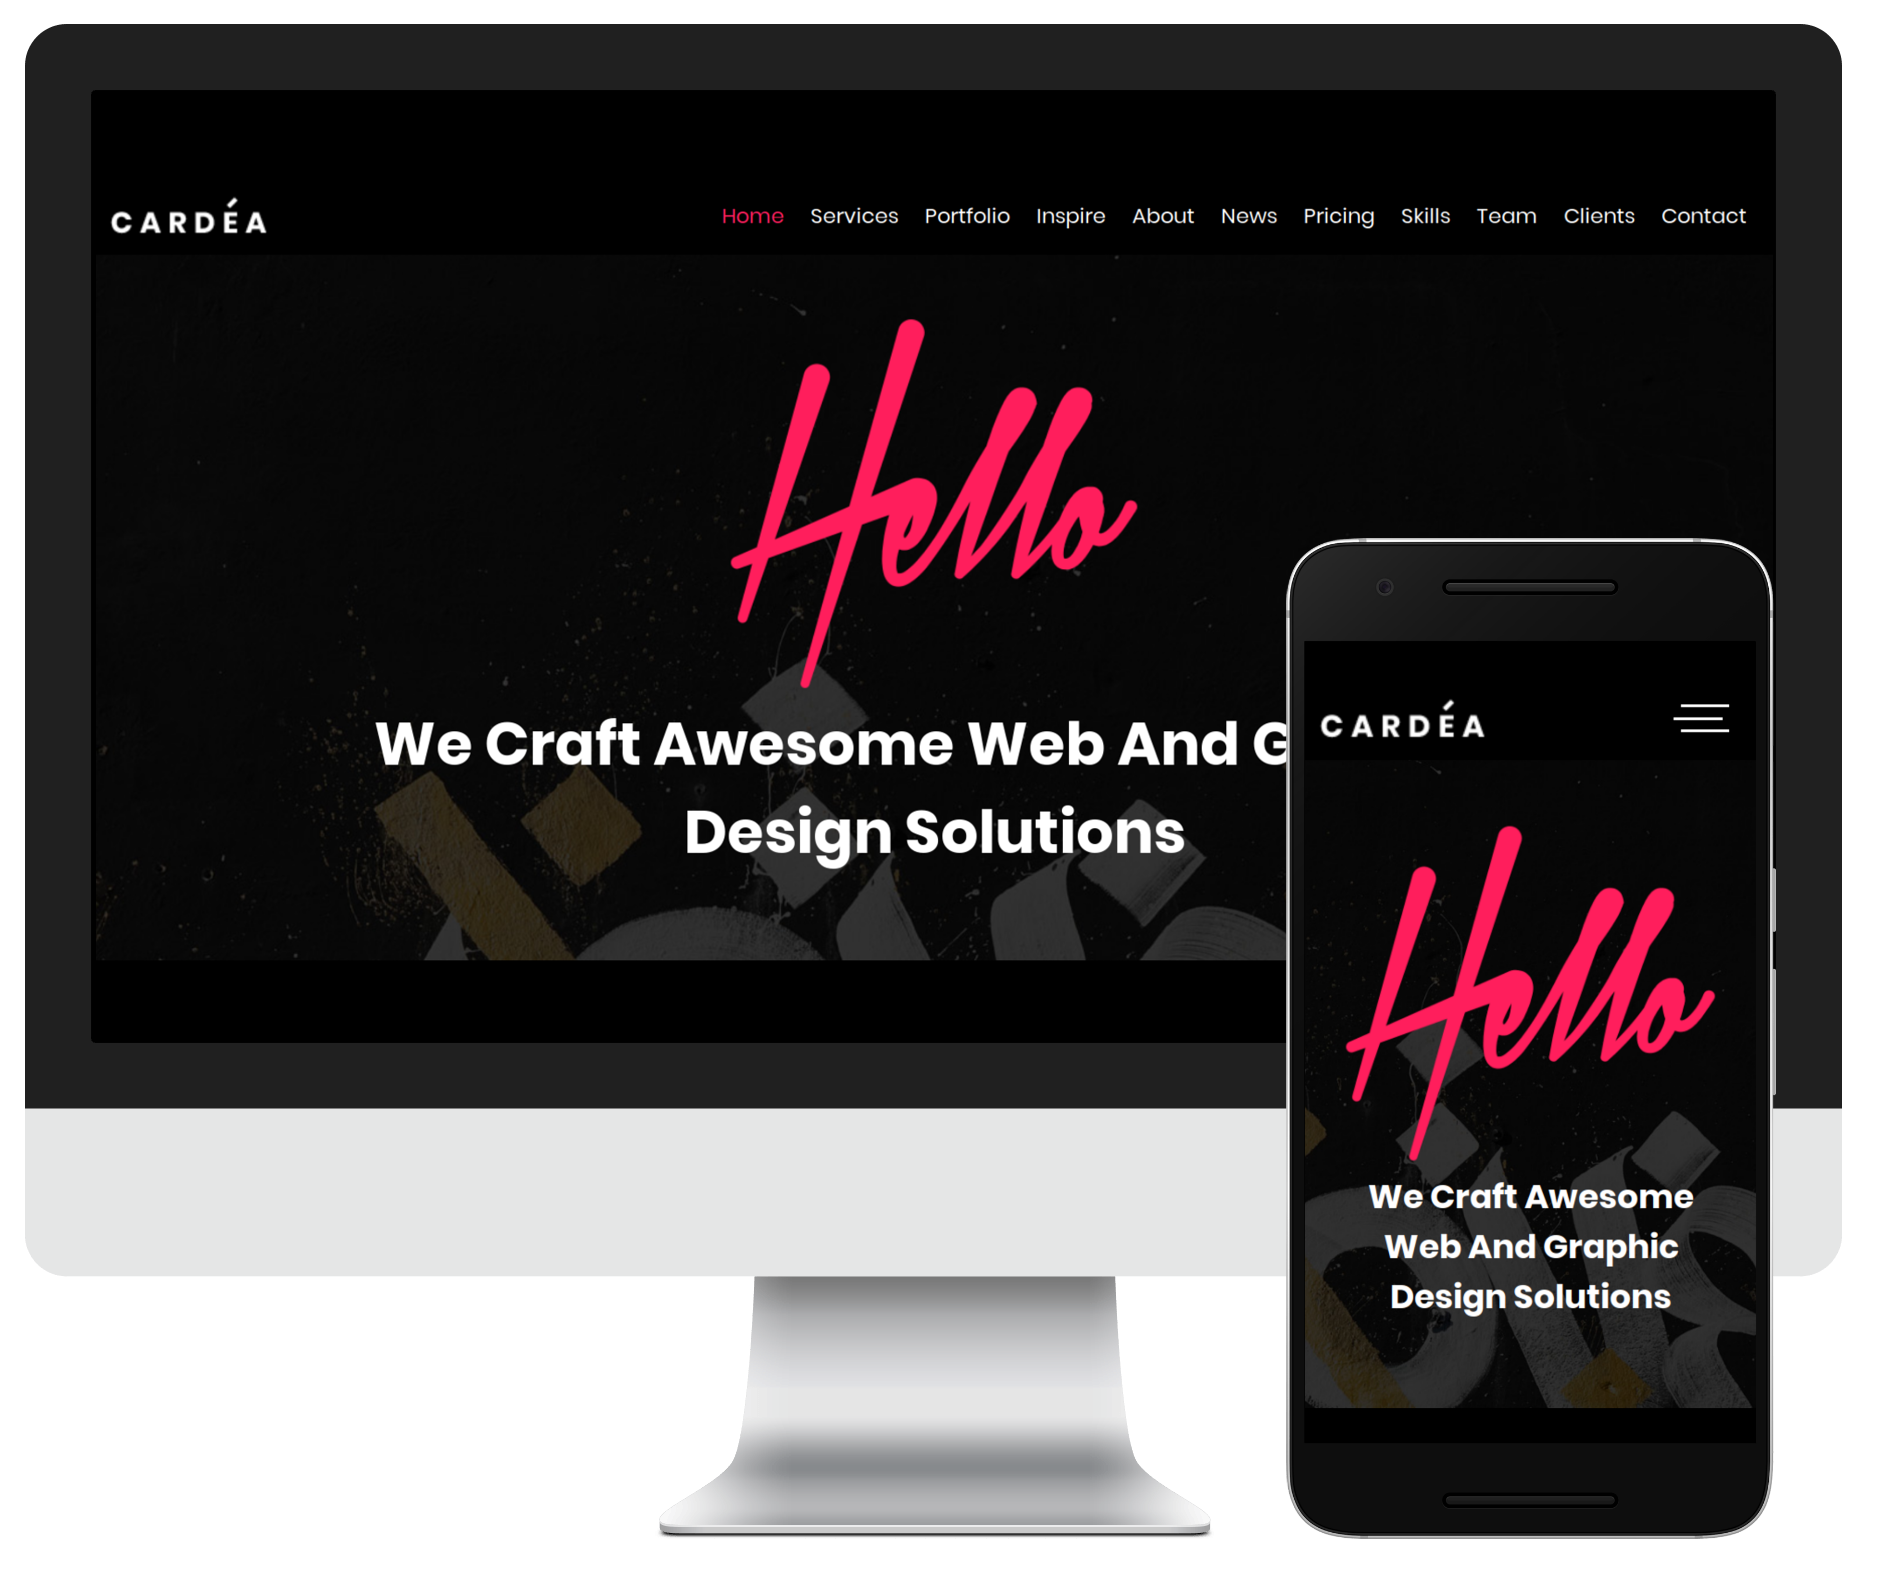 CARDÉA
Home Services Portfolio Inspire About News Pricing Skills Team Clients Contact
Hello
We Craft Awesome Web And G
Design Solutions
CARDÉA
Hello
We Craft Awesome
Web And Graphic
Design Solutions